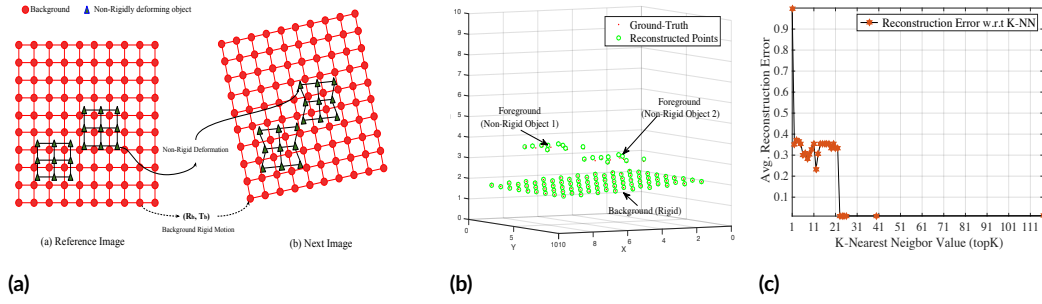 Background
Non-Rigidly deforming object
Non-Rigid Deformation
(Rb, Tb)
Background Rigid Motion
(a) Reference Image
(b) Next Image
(a)
10
9
8
7
6
5
4
3
2
1
0
Ground-Truth
Reconstructed Points
Foreground
(Non-Rigid Object 1)
Foreground
(Non-Rigid Object 2)
Background (Rigid)
0
5
10
Y
10
8
6
4
2
0
X
(b)
Avg. Reconstruction Error
0.9
0.8
0.7
0.6
0.5
0.4
0.3
0.2
0.1
Reconstruction Error w.r.t K-NN
1 11 21 31 41 51 61 71 81 91 101 111
K-Nearest Neigbor Value (topK)
(c)